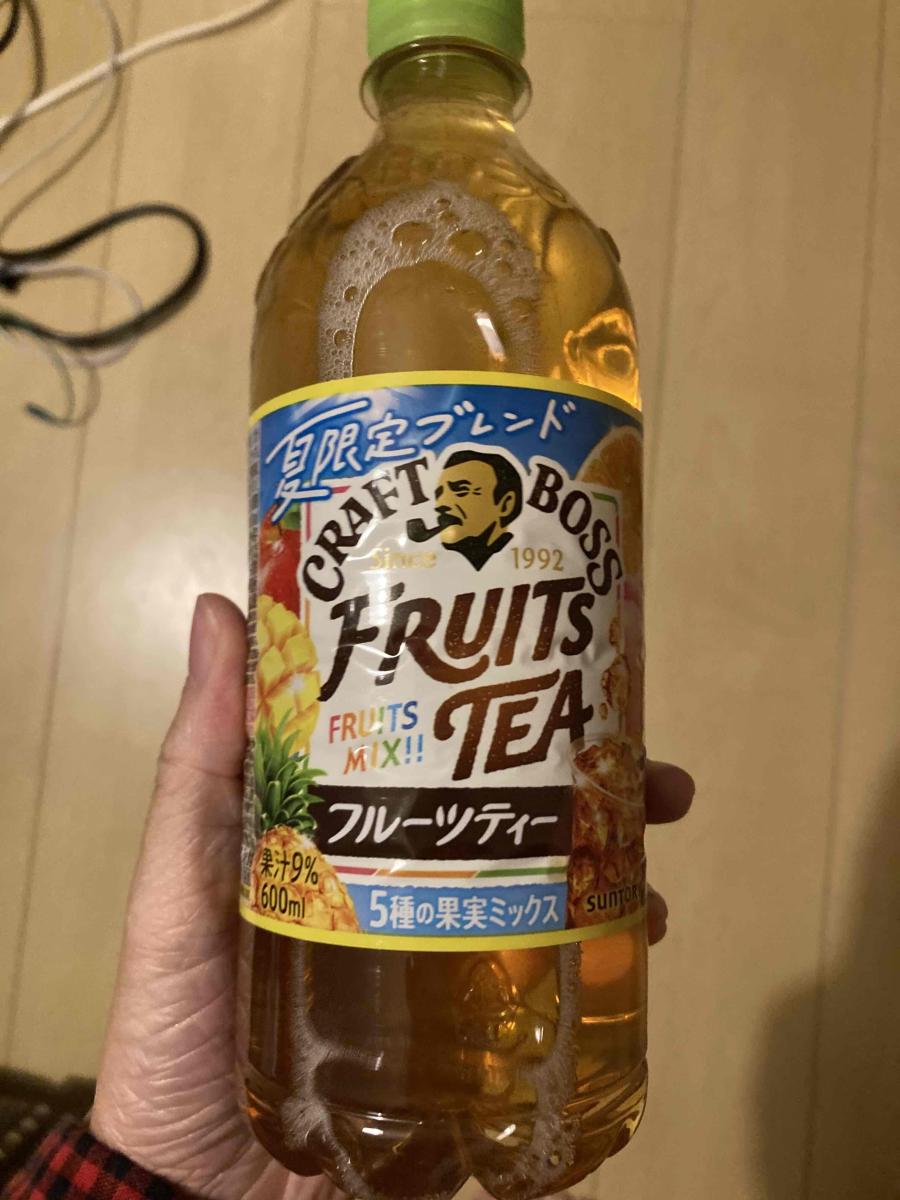 夏限定ブレンド
CRAFT BOSS
Since 1992
FRUITS
TEA
FRUITS
MIX!!
フルーツティー
果汁9%
600ml
5種の果実ミックス